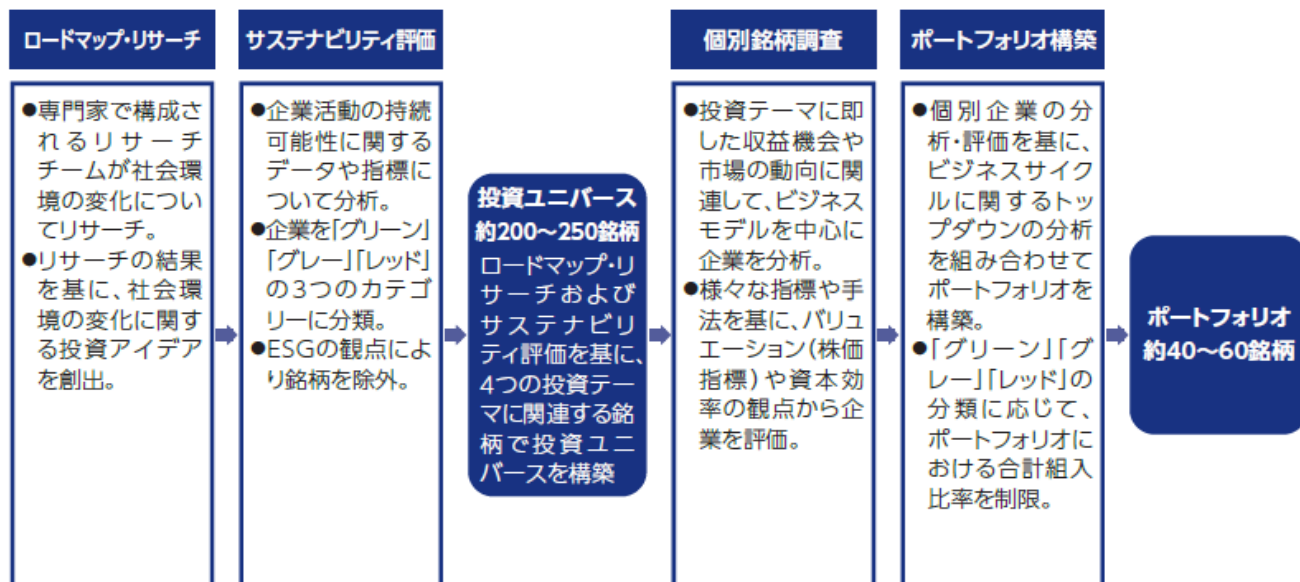 ロードマップ・リサーチ
●専門家で構成さ
れるリサーチ
チームが社会環
境の変化につい
てリサーチ。
●リサーチの結果
を基に、社会環
境の変化に関す
る投資アイデア
を創出。
サステナビリティ評価
●企業活動の持続
可能性に関する
データや指標に
ついて分析。
●企業を「グリーン」
「グレー」「レッド」
の3つのカテゴ
リーに分類。
●ESGの観点によ
り銘柄を除外。
投資ユニバース
約200～250銘柄
ロードマップ・リ
サーチおよび
サステナビリ
ティ評価を基に、
4つの投資テー
マに関連する銘
柄で投資ユニ
バースを構築
個別銘柄調査
●投資テーマに即
した収益機会や
市場の動向に関
連して、ビジネス
モデルを中心に
企業を分析。
●様々な指標や手
法を基に、バリュ
エーション(株価
指標)や資本効
率の観点から企
業を評価。
ポートフォリオ構築
●個別企業の分
析・評価を基に、
ビジネスサイク
ルに関するトッ
プダウンの分析
を組み合わせて
ポートフォリオを
構築。
●「グリーン」「グ
レー」「レッド」の
分類に応じて、
ポートフォリオに
おける合計組入
比率を制限。
ポートフォリオ
約40～60銘柄